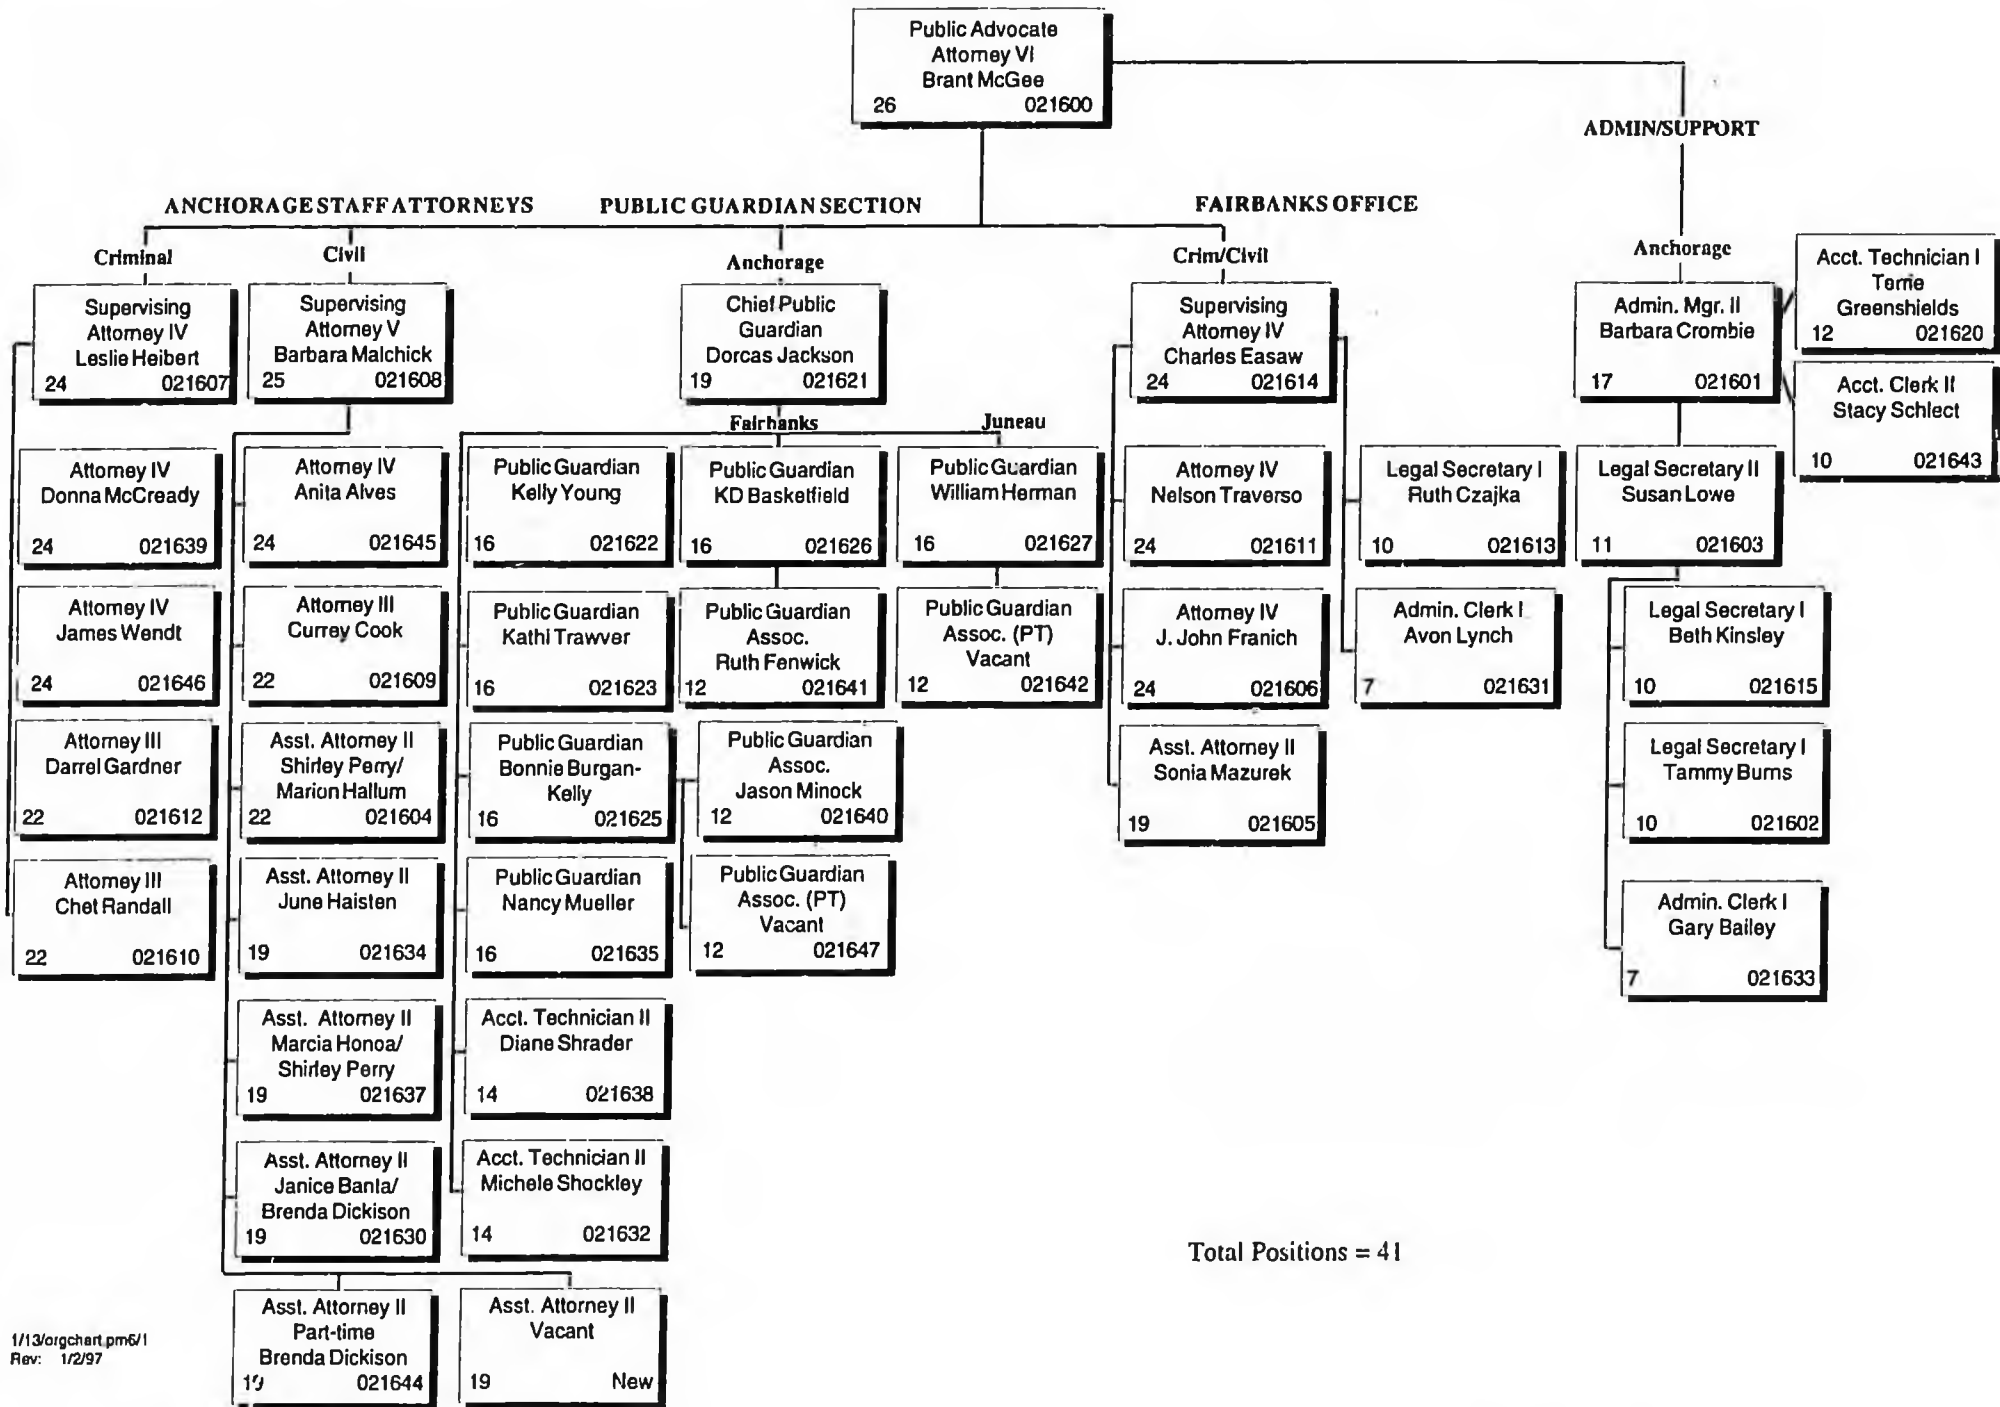 Public Advocate
Attorney VI
Brant McGee
26 021600
ADMIN/SUPPORT
ANCHORAGE STAFF ATTORNEYS
PUBLIC GUARDIAN SECTION
FAIRBANKS OFFICE
Criminal
Supervising
Attorney IV
Leslie Heibert
24 021607
Attorney IV
Donna McCready
24 021639
Attorney IV
James Wendt
24 021646
Attorney III
Darrel Gardner
22 021612
Attorney III
Chet Randall
22 021610
Civil
Supervising
Attorney V
Barbara Malchick
25 021608
Attorney IV
Anita Alves
24 021645
Attorney III
Currey Cook
22 021609
Asst. Attorney II
Shirley Perry/
Marion Hallum
22 021604
Asst. Attorney II
June Haisten
19 021634
Asst. Attorney II
Marcia Honoa/
Shirley Perry
19 021637
Asst. Attorney II
Janice Banta/
Brenda Dickison
19 021630
Asst. Attorney II
Part-time
Brenda Dickison
19 021644
Asst. Attorney II
Vacant
19 New
Anchorage
Chief Public
Guardian
Dorcas Jackson
19 021621
Public Guardian
Kelly Young
16 021622
Public Guardian
Kathi Trawver
16 021623
Public Guardian
Bonnie Burgan-
Kelly
16 021625
Public Guardian
Assoc.
Jason Minock
12 021640
Public Guardian
Assoc. (PT)
Vacant
12 021647
Public Guardian
Nancy Mueller
16 021635
Acct. Technician II
Diane Shrader
14 021638
Acct. Technician II
Michele Shockley
14 021632
Fairbanks
Public Guardian
KD Basketfield
16 021626
Public Guardian
Assoc.
Ruth Fenwick
12 021641
Juneau
Public Guardian
William Herman
16 021627
Public Guardian
Assoc. (PT)
Vacant
12 021642
Crim/Civil
Supervising
Attorney IV
Charles Easaw
24 021614
Attorney IV
Nelson Traverso
24 021611
Attorney IV
J. John Franich
24 021606
Asst. Attorney II
Sonia Mazurek
19 021605
Legal Secretary I
Ruth Czajka
10 021613
Admin. Clerk I
Avon Lynch
7 021631
Anchorage
Admin. Mgr. II
Barbara Crombie
17 021601
Acct. Technician I
Terrie
Greenshields
12 021620
Acct. Clerk II
Stacy Schlect
10 021643
Legal Secretary II
Susan Lowe
11 021603
Legal Secretary I
Beth Kinsley
10 021615
Legal Secretary I
Tammy Burns
10 021602
Admin. Clerk I
Gary Bailey
7 021633
Total Positions = 41
1/13/orgchart.pm6/1
Rev: 1/2/97